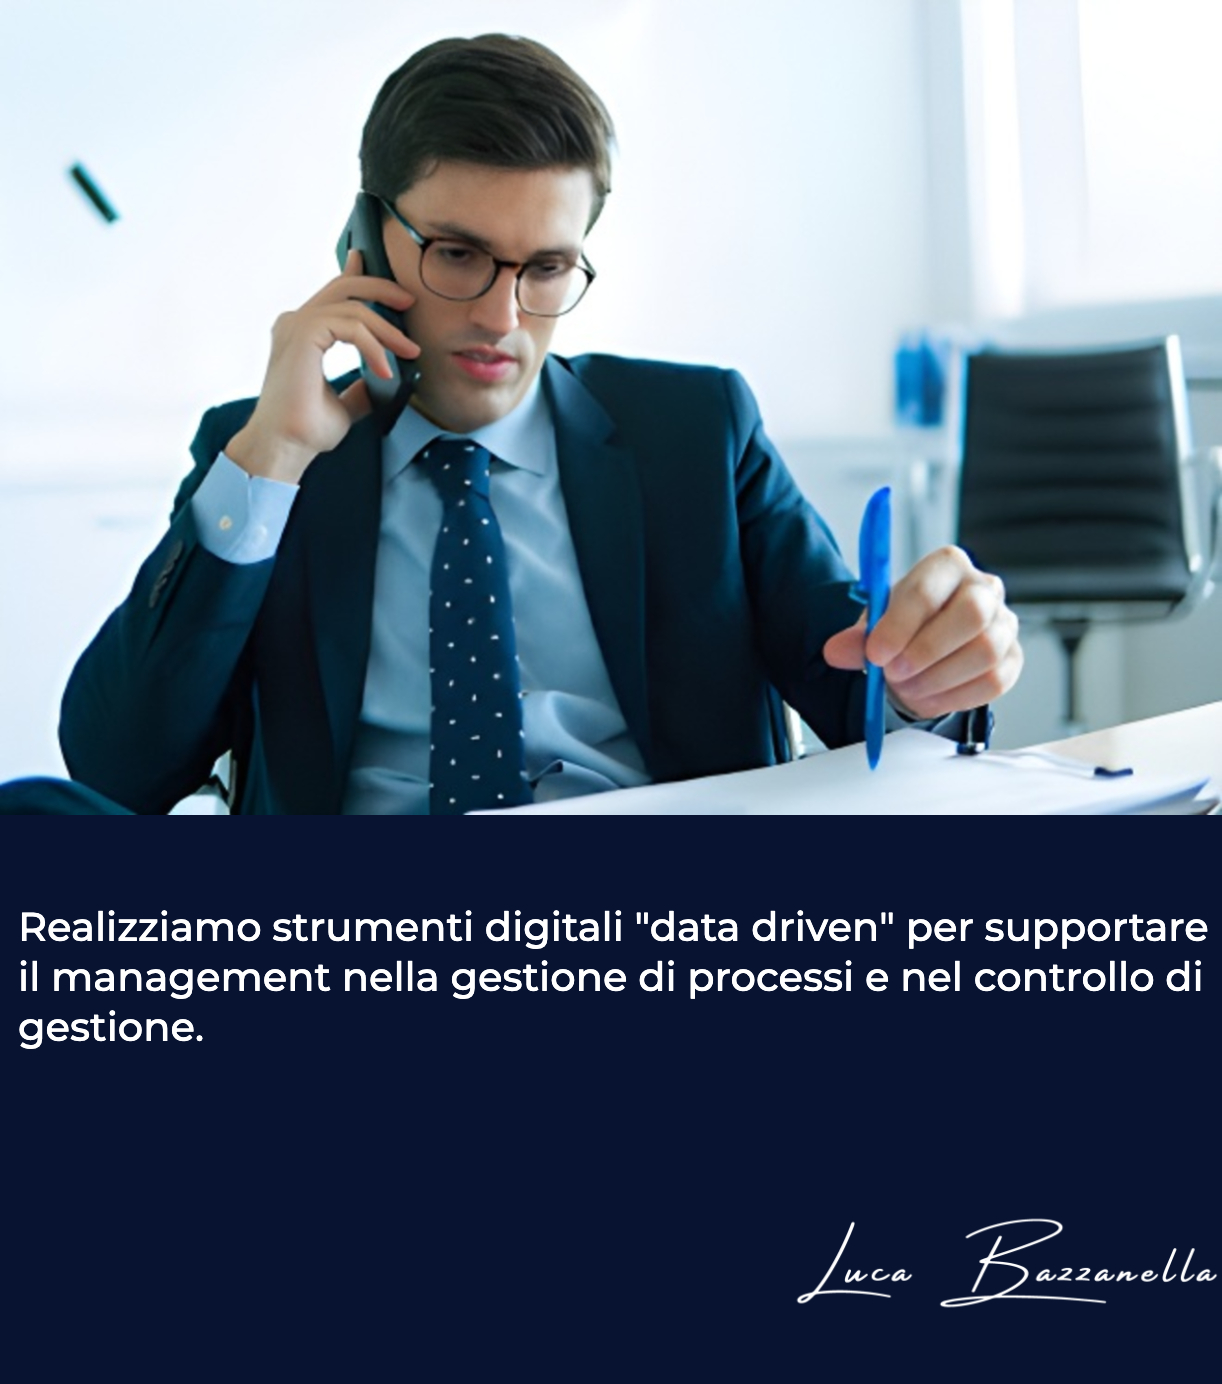 Realizziamo strumenti digitali "data driven" per supportare
il management nella gestione di processi e nel controllo di
gestione.
Luca Bazzanella